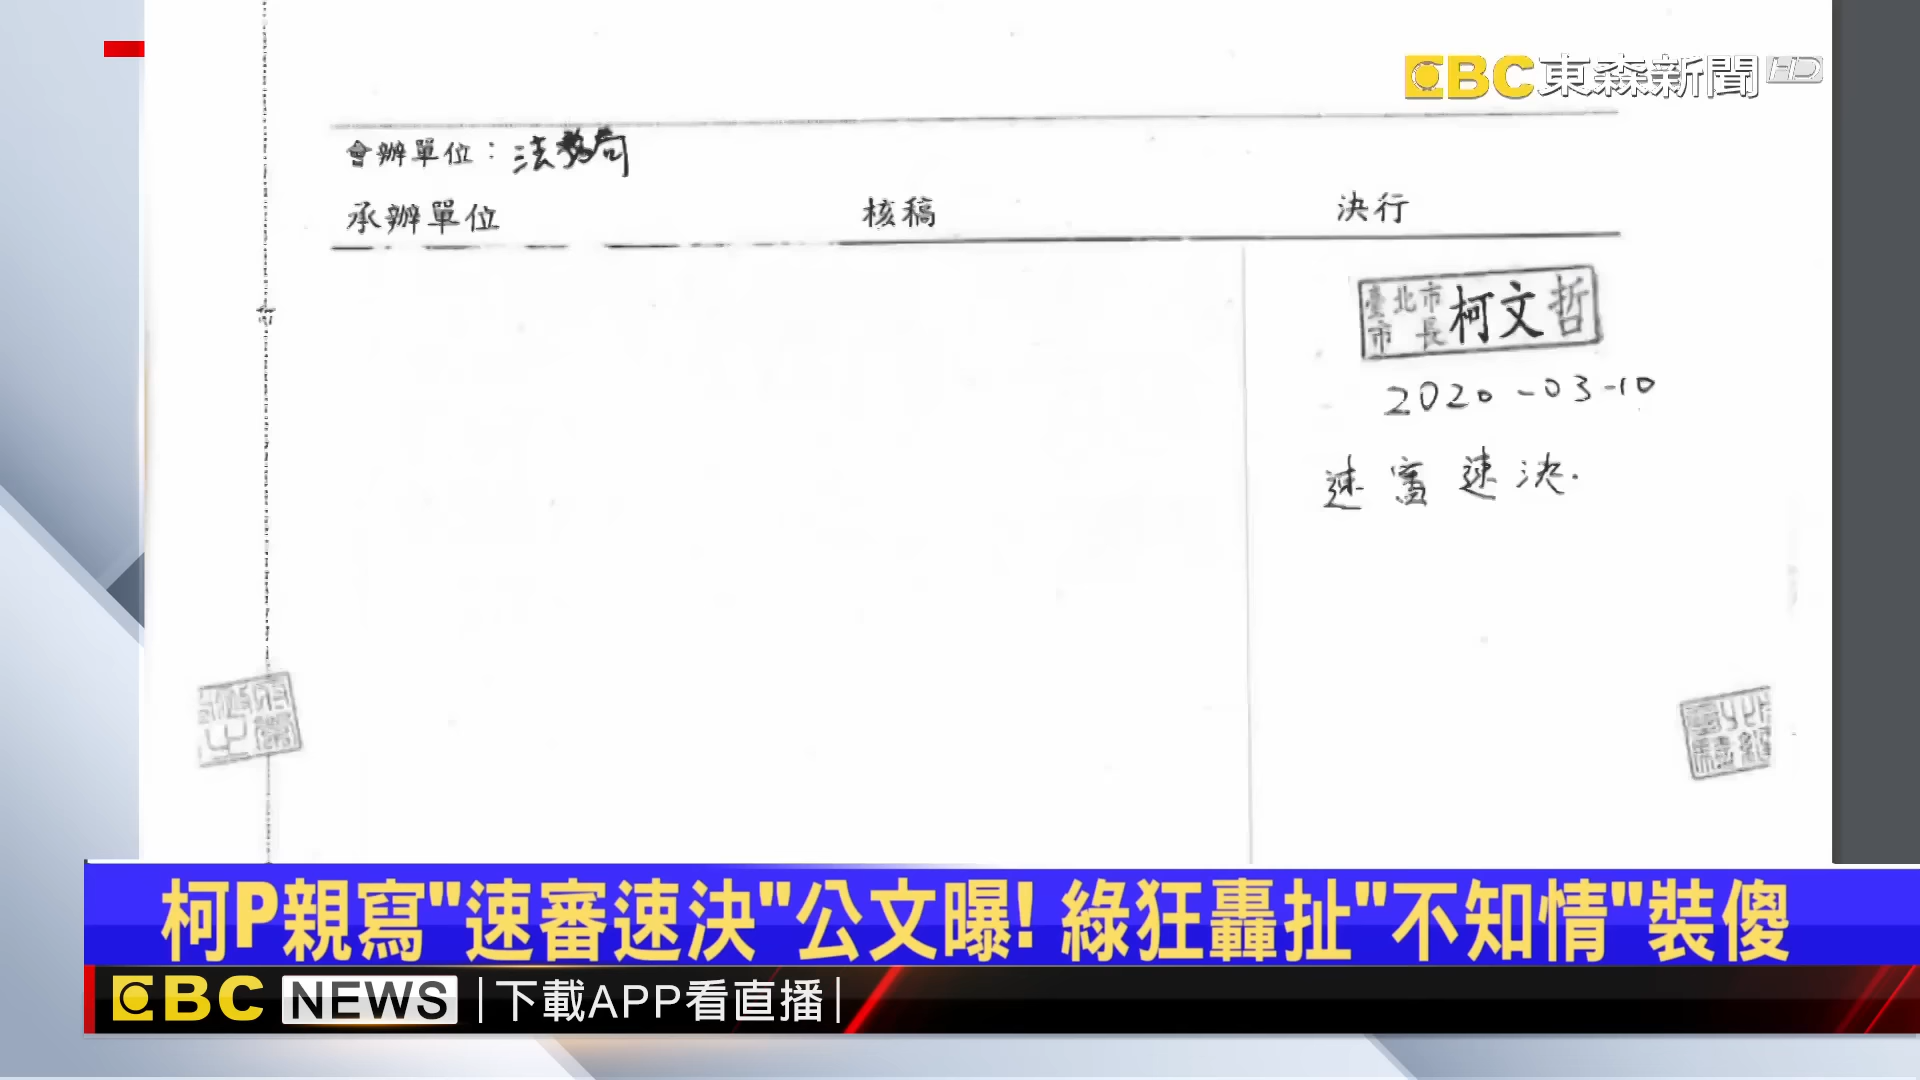 EBC東森新聞HD
會辦單位：法務局
承辦單位 核稿 決行
臺北市市長 柯文哲
2020-03-10
速審速決.
柯P親寫"速審速決"公文曝! 綠狂轟扯"不知情"裝傻
EBC NEWS 下載APP看直播